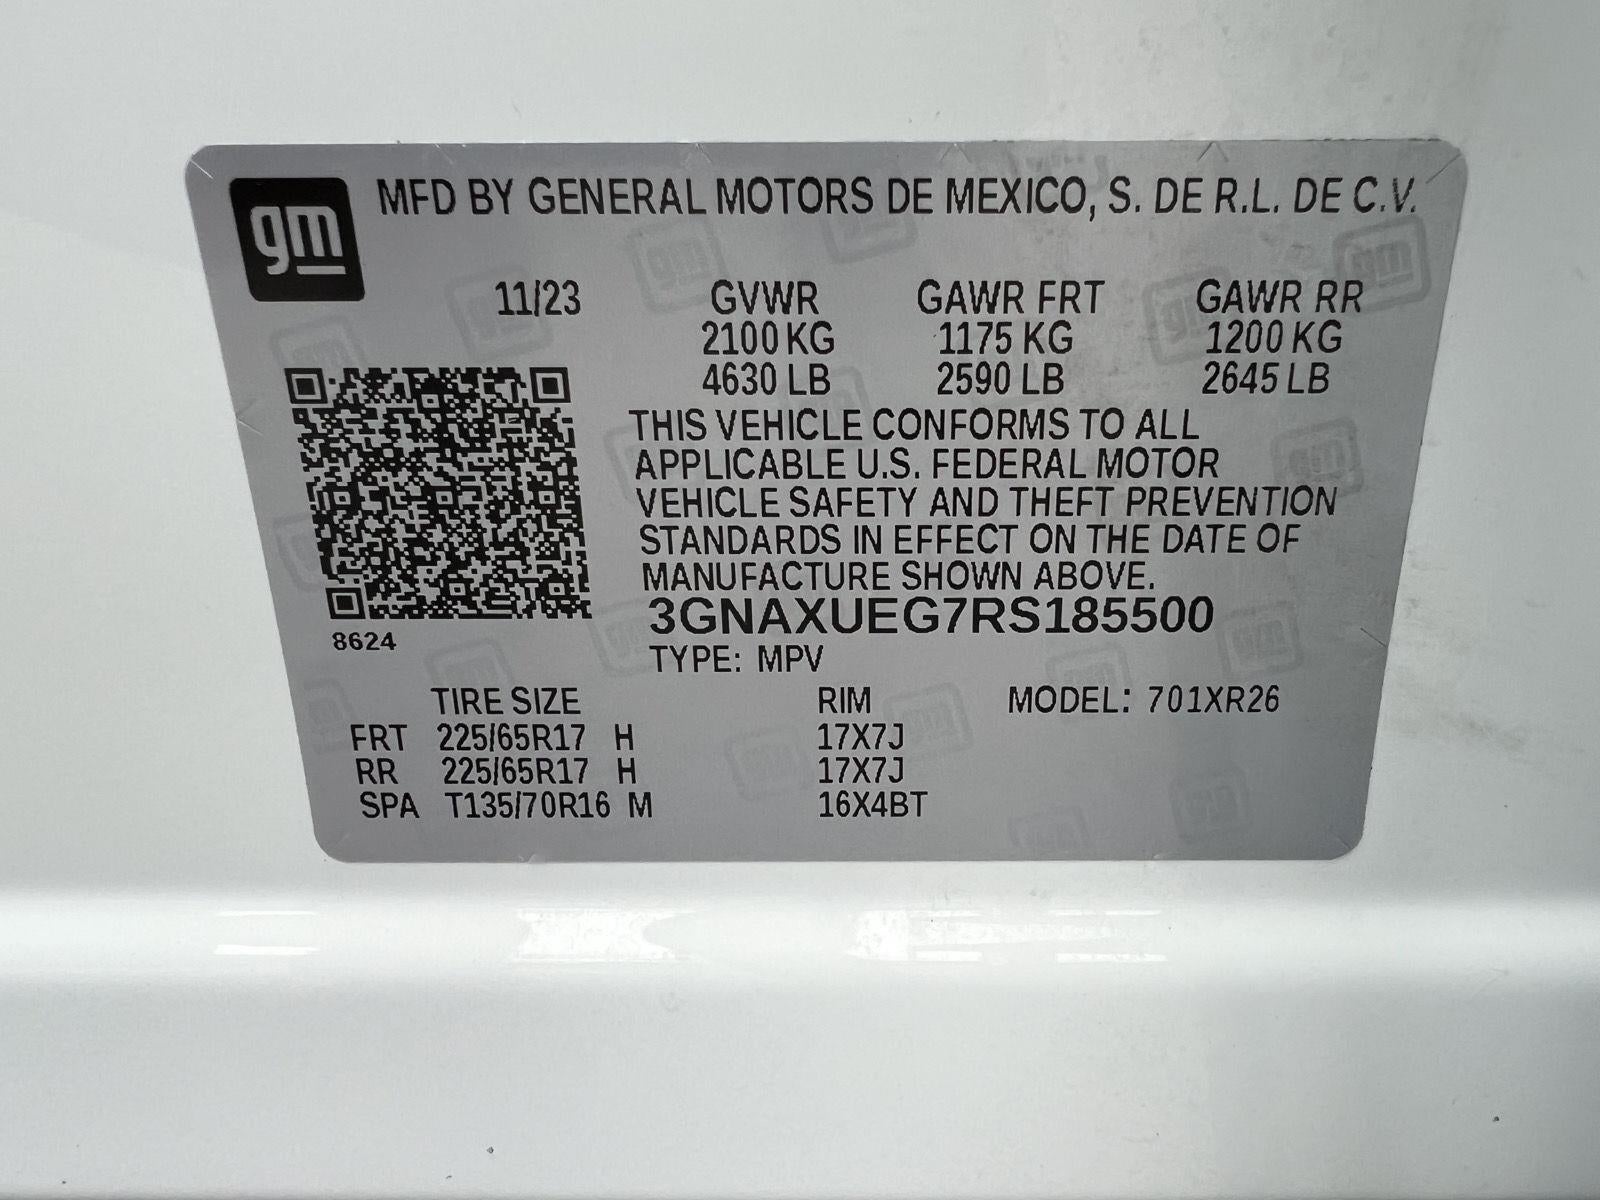 gm MFD BY GENERAL MOTORS DE MEXICO, S. DE R.L. DE C.V.
11/23 GVWR GAWR FRT GAWR RR
2100 KG 1175 KG 1200 KG
4630 LB 2590 LB 2645 LB
THIS VEHICLE CONFORMS TO ALL
APPLICABLE U.S. FEDERAL MOTOR
VEHICLE SAFETY AND THEFT PREVENTION
STANDARDS IN EFFECT ON THE DATE OF
MANUFACTURE SHOWN ABOVE.
3GNAXUEG7RS185500
8624
TYPE: MPV
TIRE SIZE RIM MODEL: 701XR26
FRT 225/65R17 H 17X7J
RR 225/65R17 H 17X7J
SPA T135/70R16 M 16X4BT